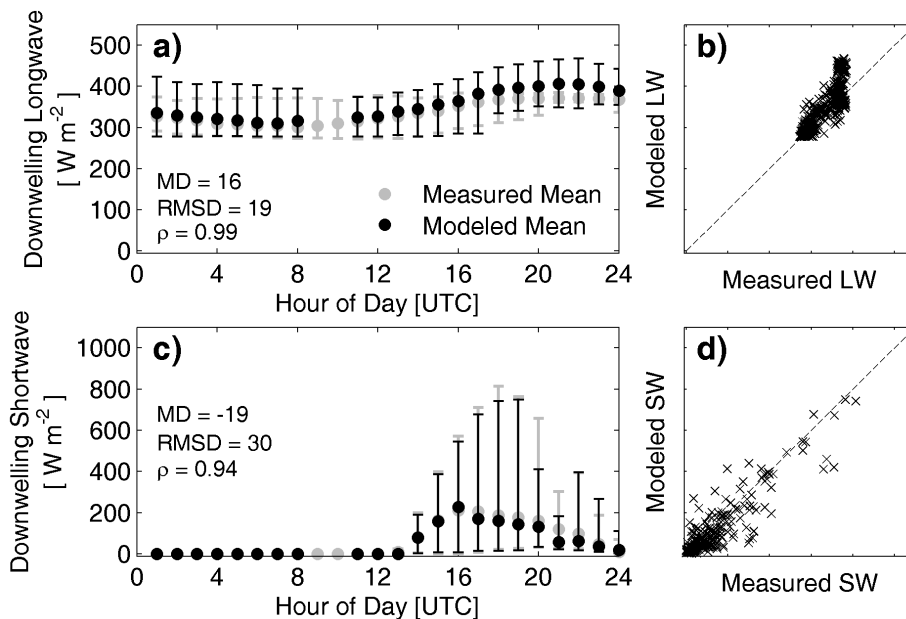 a)
Downwelling Longwave
[ W m-2 ]
500
400
300
200
100
0
MD = 16
RMSD = 19
ρ = 0.99
Measured Mean
Modeled Mean
0 4 8 12 16 20 24
Hour of Day [UTC]
b)
Modeled LW
Measured LW
c)
Downwelling Shortwave
[ W m-2 ]
1000
800
600
400
200
0
MD = -19
RMSD = 30
ρ = 0.94
0 4 8 12 16 20 24
Hour of Day [UTC]
d)
Modeled SW
Measured SW